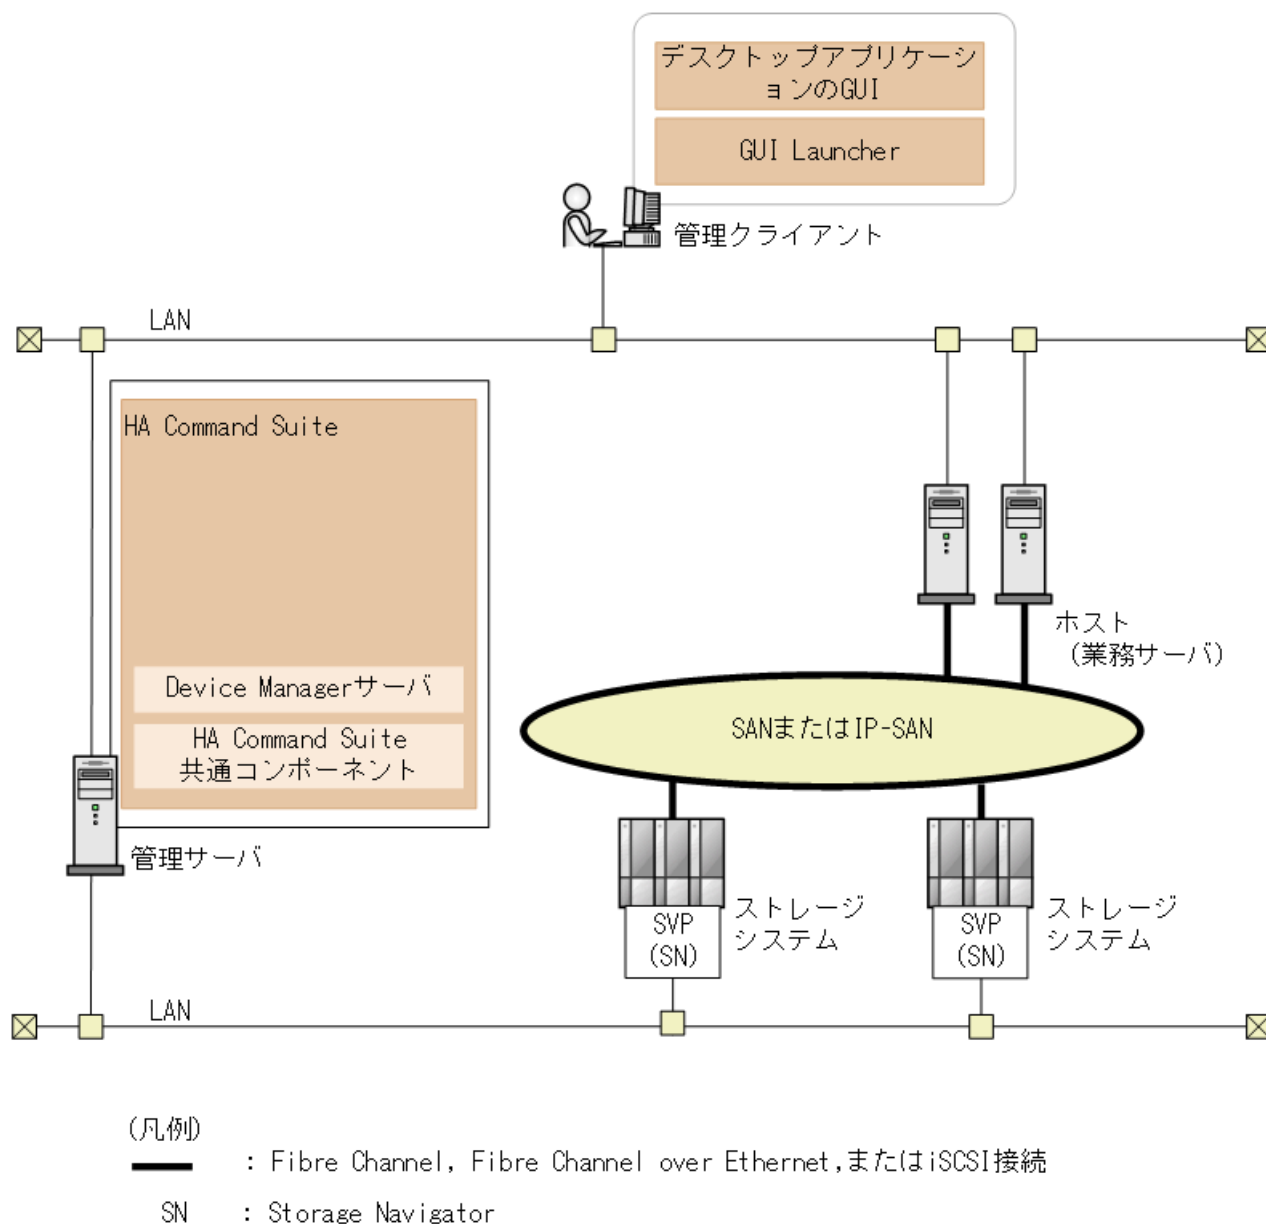 デスクトップアプリケーシ
ョンのGUI
GUI Launcher
管理クライアント
LAN
HA Command Suite
Device Managerサーバ
HA Command Suite
共通コンポーネント
管理サーバ
ホスト
（業務サーバ）
SANまたはIP-SAN
SVP
(SN)
ストレージ
システム
SVP
(SN)
ストレージ
システム
LAN
(凡例)
: Fibre Channel, Fibre Channel over Ethernet,またはiSCSI接続
SN : Storage Navigator